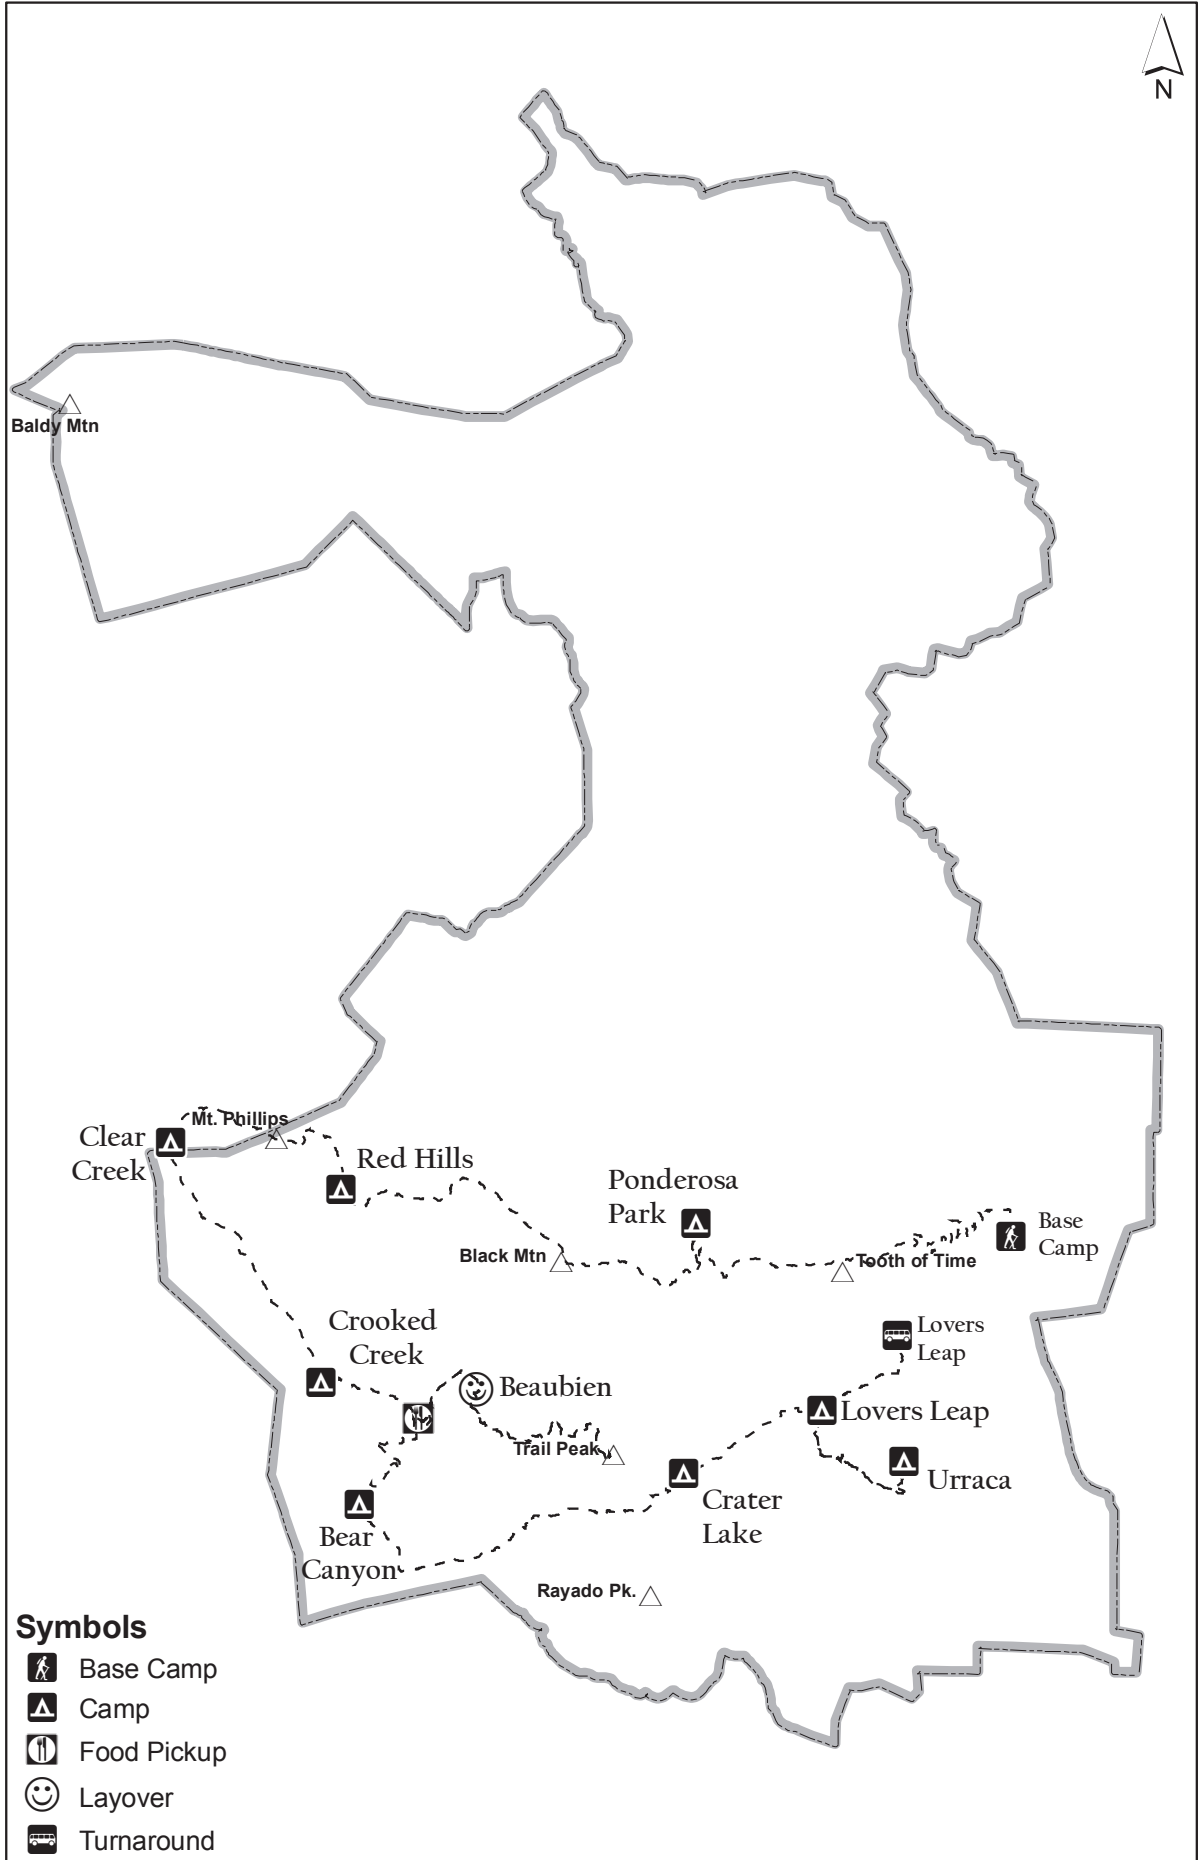 N
Baldy Mtn
Mt. Phillips
Clear
Creek
Red Hills
Ponderosa
Park
Black Mtn
Tooth of Time
Base
Camp
Crooked
Creek
Lovers
Leap
Beaubien
Lovers Leap
Trail Peak
Urraca
Crater
Lake
Bear
Canyon
Rayado Pk.
Symbols
Base Camp
Camp
Food Pickup
Layover
Turnaround